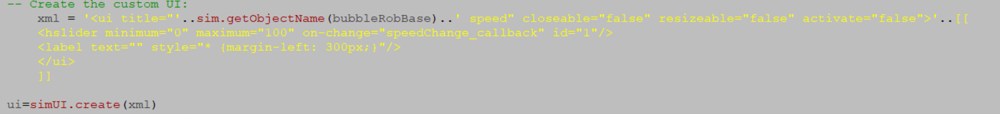 -- Create the custom UI:
xml = '<ui title="'..sim.getObjectName(bubbleRobBase)..' speed" closeable="false" resizeable="false" activate="false">'..[[
<hslider minimum="0" maximum="100" on-change="speedChange_callback" id="1"/>
<label text="" style="* {margin-left: 300px;}"/>
</ui>
]]
ui=simUI.create(xml)